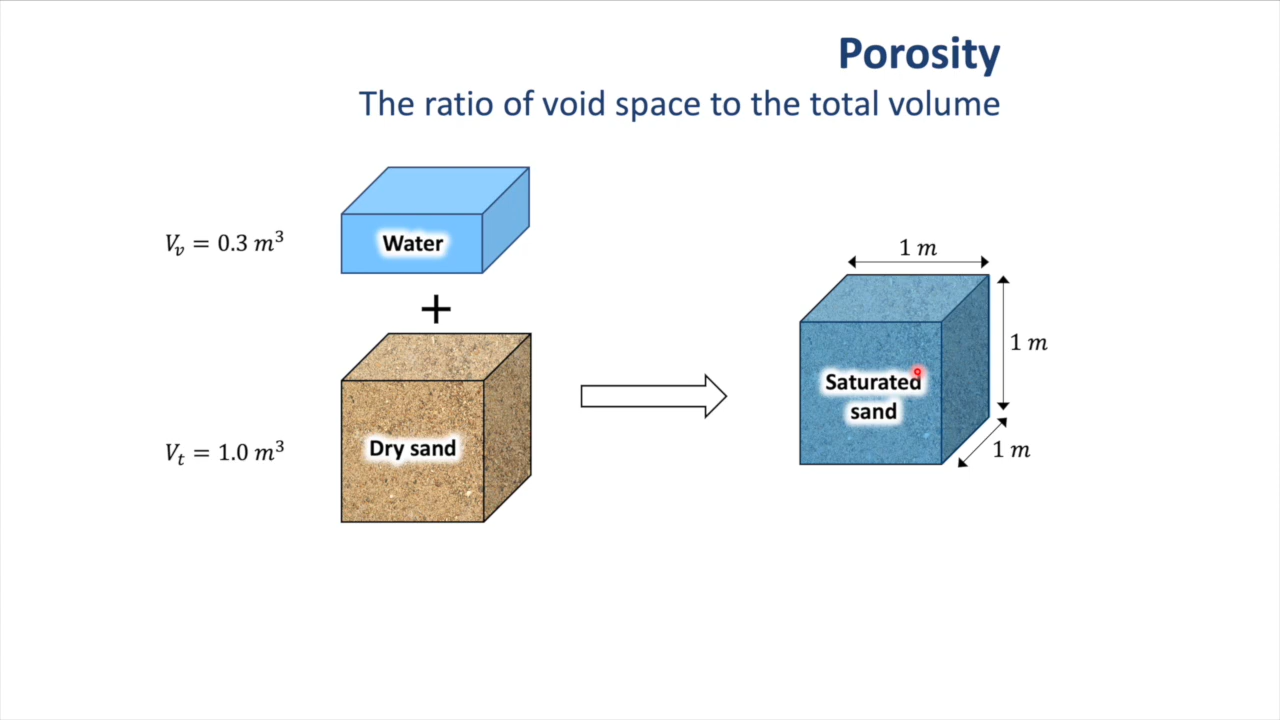 Porosity
The ratio of void space to the total volume
V_v = 0.3 m³
Water
+
V_t = 1.0 m³
Dry sand
1 m
1 m
1 m
Saturated
sand